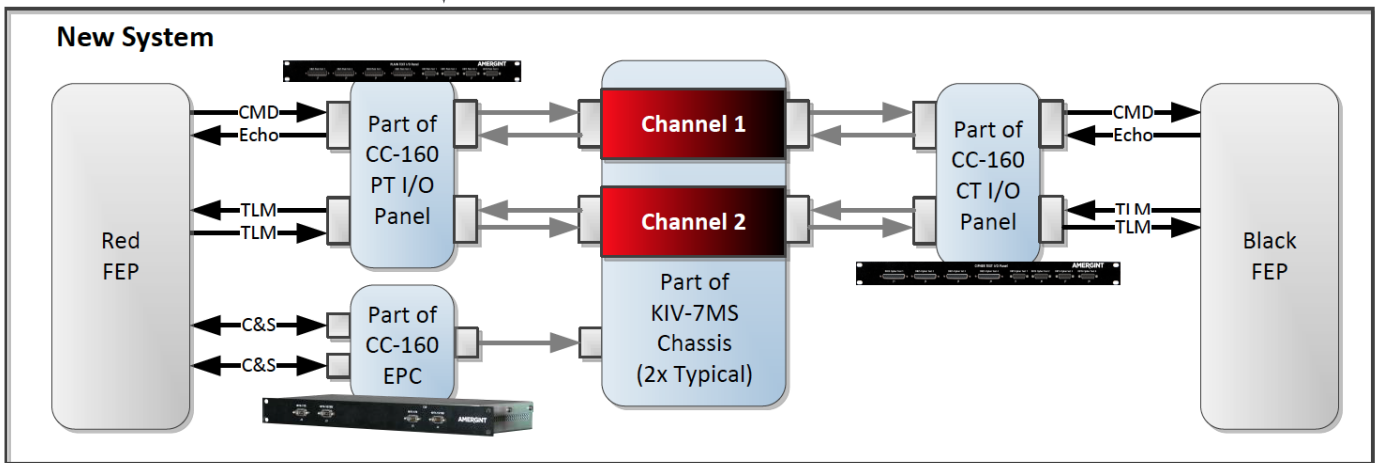 New System
AMERGINT
CMD
Echo
TLM
TLM
C&S
C&S
Red
FEP
Part of
CC-160
PT I/O
Panel
Part of
CC-160
EPC
AMERGINT
Channel 1
Channel 2
Part of
KIV-7MS
Chassis
(2x Typical)
Part of
CC-160
CT I/O
Panel
AMERGINT
CMD
Echo
TIM
TLM
Black
FEP